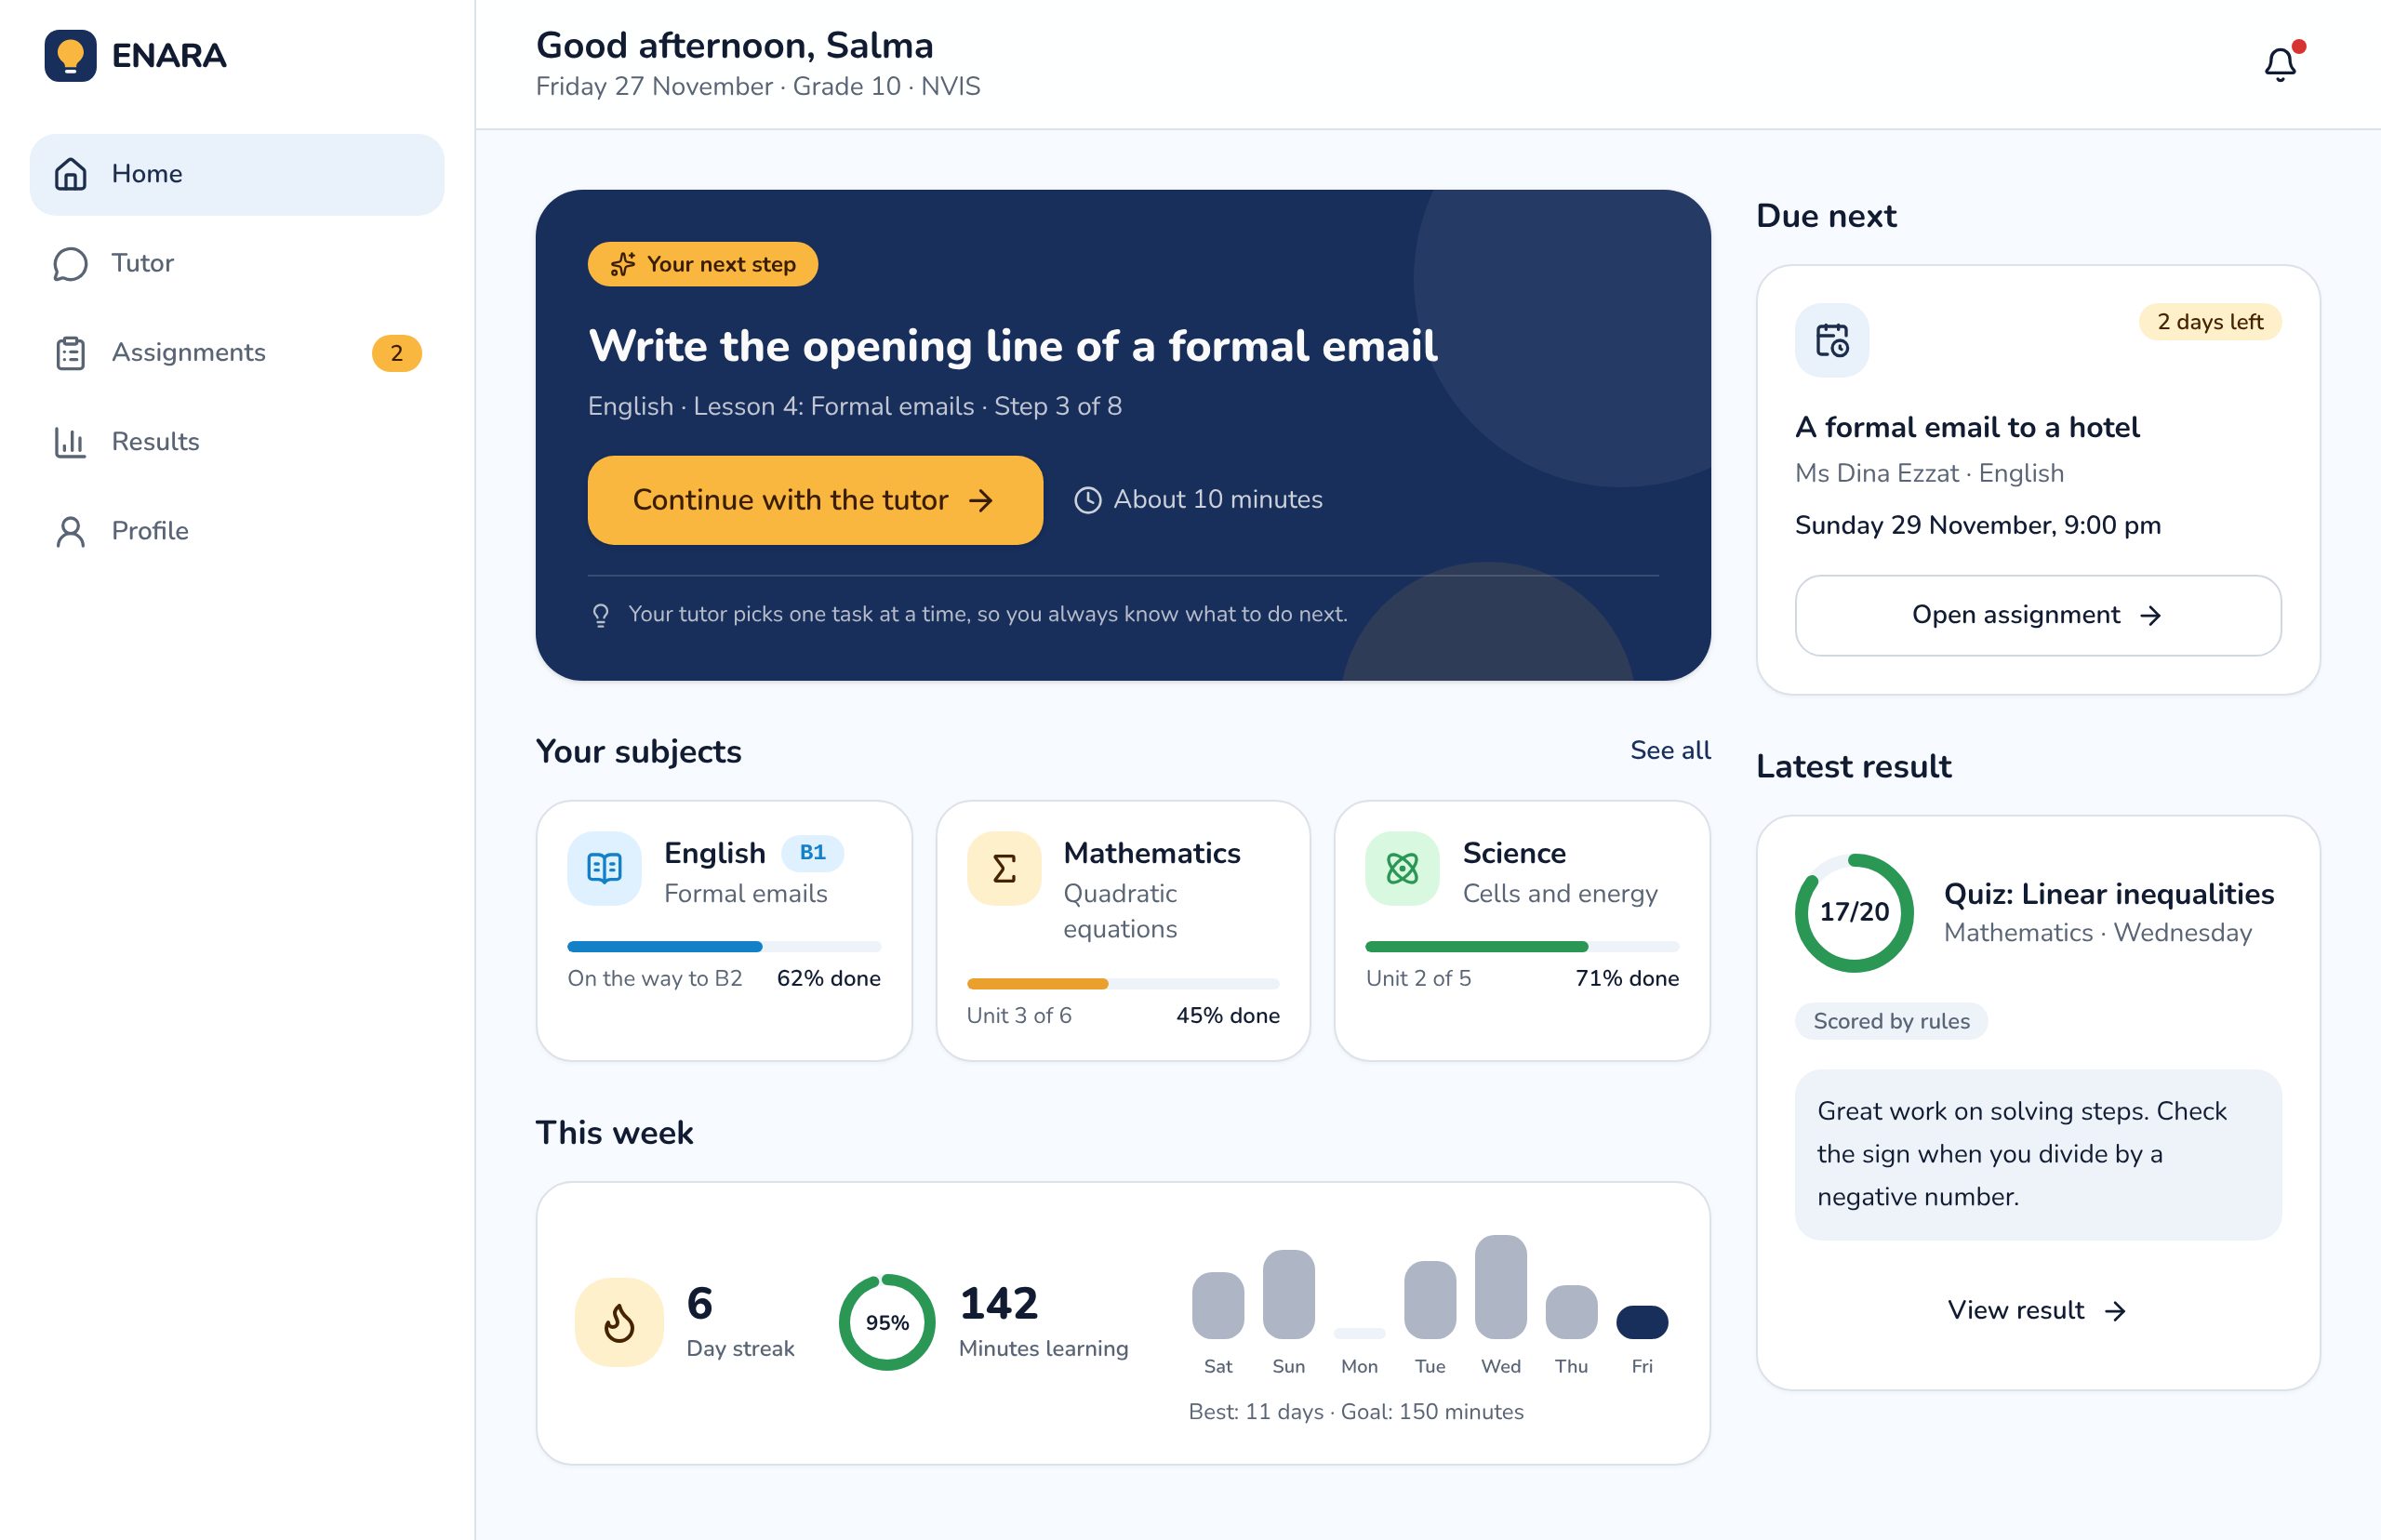 ENARA
Home
Tutor
Assignments
2
Results
Profile
Good afternoon, Salma
Friday 27 November · Grade 10 · NVIS
Your next step
Write the opening line of a formal email
English · Lesson 4: Formal emails · Step 3 of 8
Continue with the tutor
About 10 minutes
Your tutor picks one task at a time, so you always know what to do next.
Your subjects
See all
English
B1
Formal emails
On the way to B2
62% done
Mathematics
Quadratic
equations
Unit 3 of 6
45% done
Science
Cells and energy
Unit 2 of 5
71% done
This week
6
Day streak
95%
142
Minutes learning
Sat Sun Mon Tue Wed Thu Fri
Best: 11 days · Goal: 150 minutes
Due next
2 days left
A formal email to a hotel
Ms Dina Ezzat · English
Sunday 29 November, 9:00 pm
Open assignment
Latest result
17/20
Quiz: Linear inequalities
Mathematics · Wednesday
Scored by rules
Great work on solving steps. Check
the sign when you divide by a
negative number.
View result